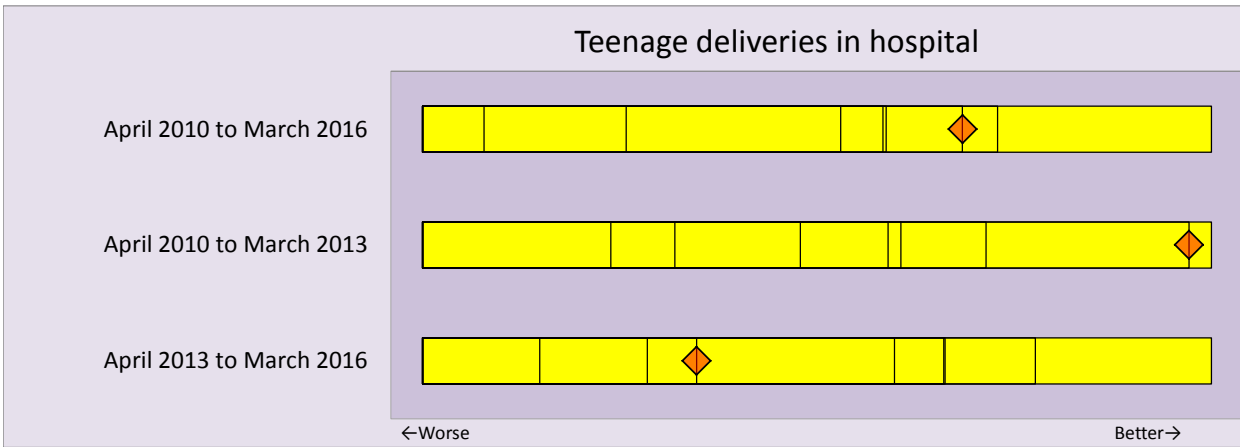 Teenage deliveries in hospital
April 2010 to March 2016
April 2010 to March 2013
April 2013 to March 2016
←Worse
Better→